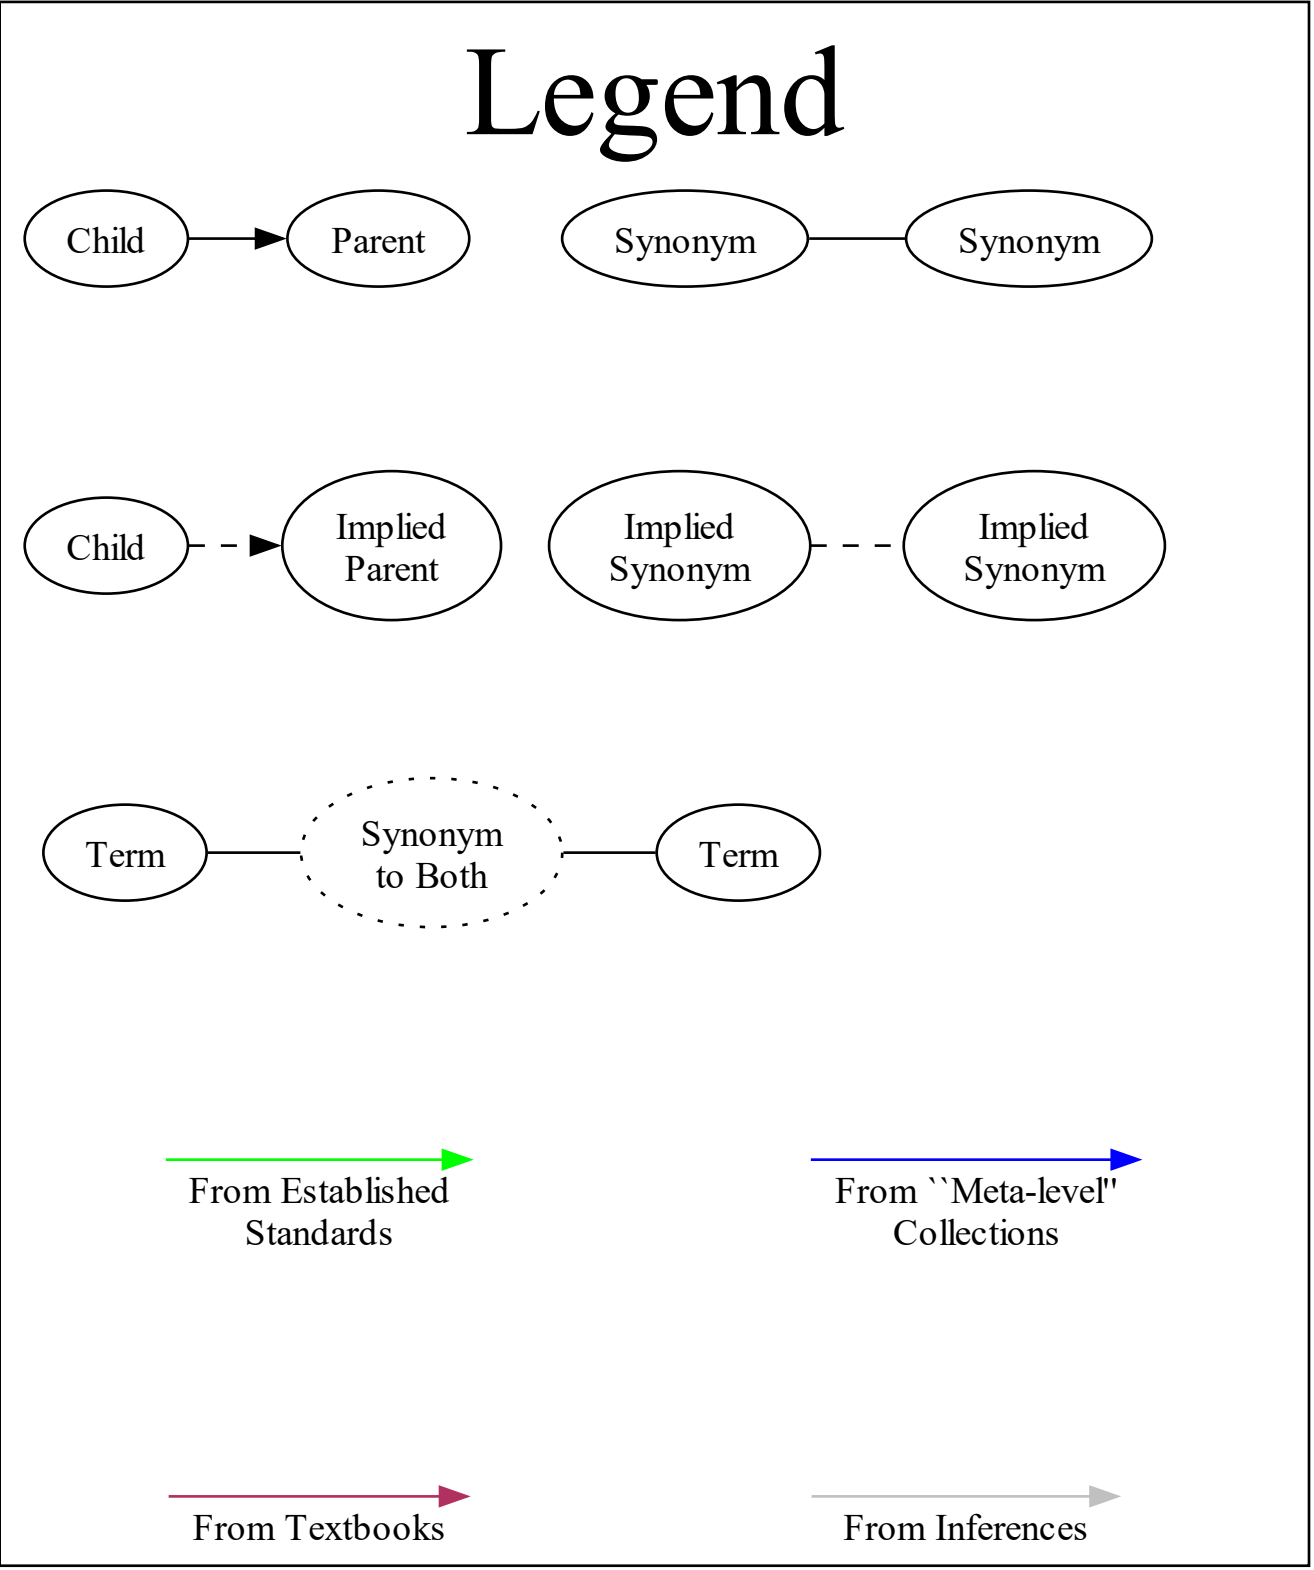 Legend
Child
Parent
Synonym
Synonym
Child
Implied
Parent
Implied
Synonym
Implied
Synonym
Term
Synonym
to Both
Term
From Established
Standards
From ``Meta-level"
Collections
From Textbooks
From Inferences